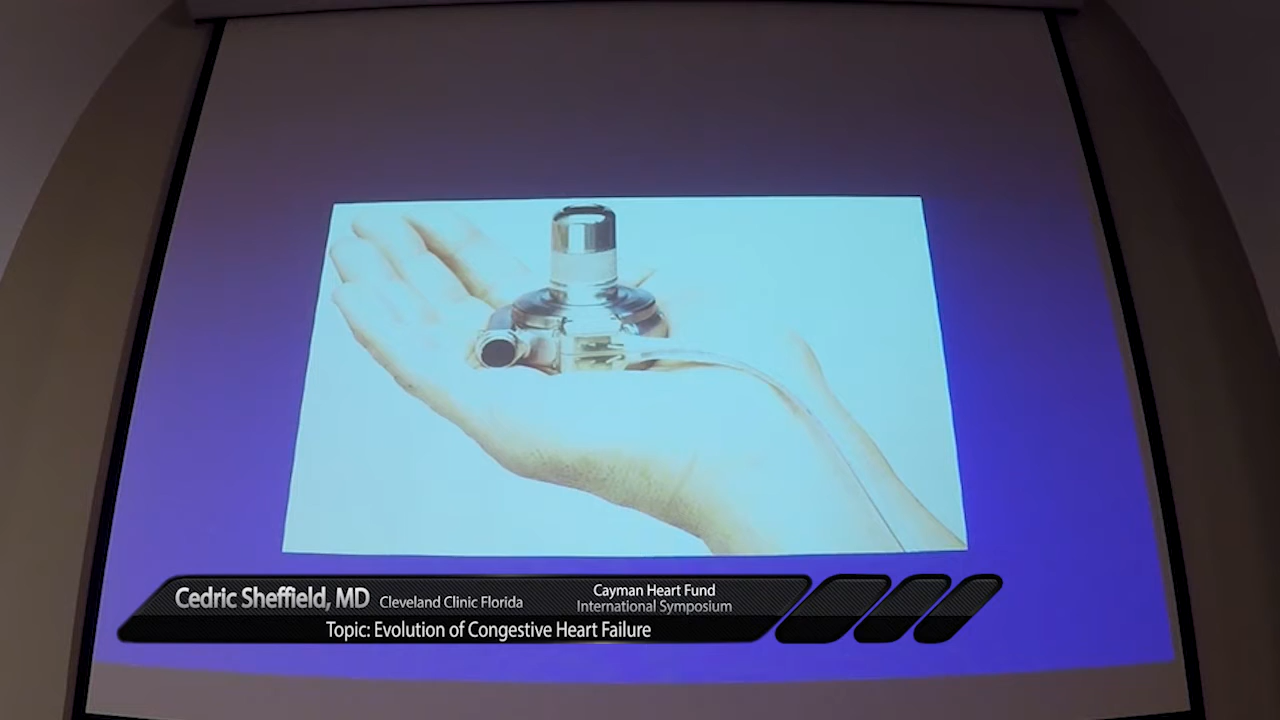 Cedric Sheffield, MD Cleveland Clinic Florida
Cayman Heart Fund
International Symposium
Topic: Evolution of Congestive Heart Failure